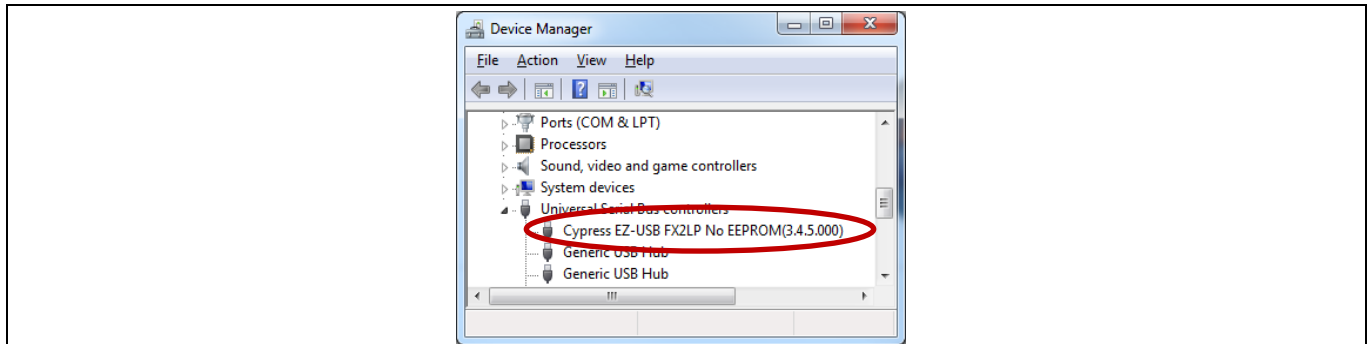 Device Manager
File Action View Help
Ports (COM & LPT)
Processors
Sound, video and game controllers
System devices
Universal Serial Bus controllers
Cypress EZ-USB FX2LP No EEPROM(3.4.5.000)
Generic USB Hub
Generic USB Hub